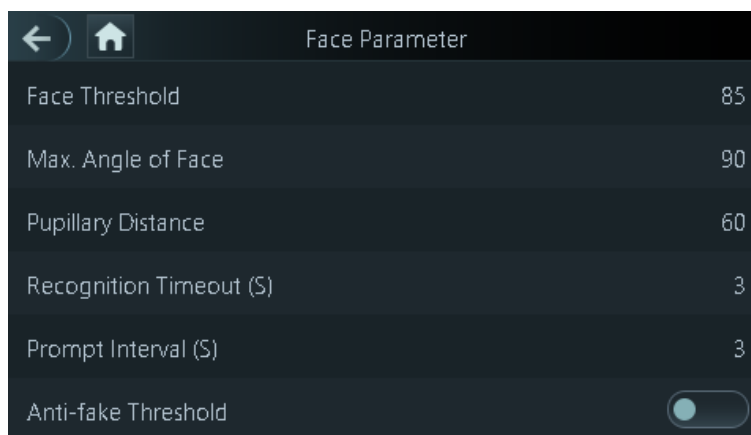 Face Parameter
Face Threshold 85
Max. Angle of Face 90
Pupillary Distance 60
Recognition Timeout (S) 3
Prompt Interval (S) 3
Anti-fake Threshold